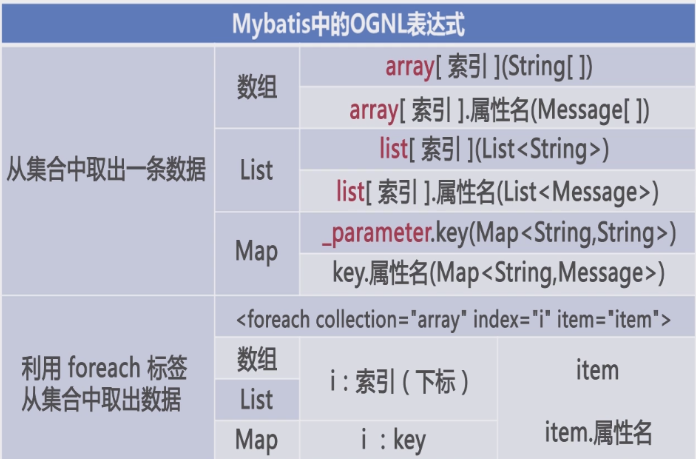 Mybatis中的OGNL表达式
从集合中取出一条数据
数组
array[ 索引 ](String[ ])
array[ 索引 ].属性名(Message[ ])
List
list[ 索引 ](List<String>)
list[ 索引 ].属性名(List<Message>)
Map
_parameter.key(Map<String,String>)
key.属性名(Map<String,Message>)
利用 foreach 标签
从集合中取出数据
<foreach collection="array" index="i" item="item">
数组
List
i : 索引 ( 下标 )
Map
i : key
item
item.属性名